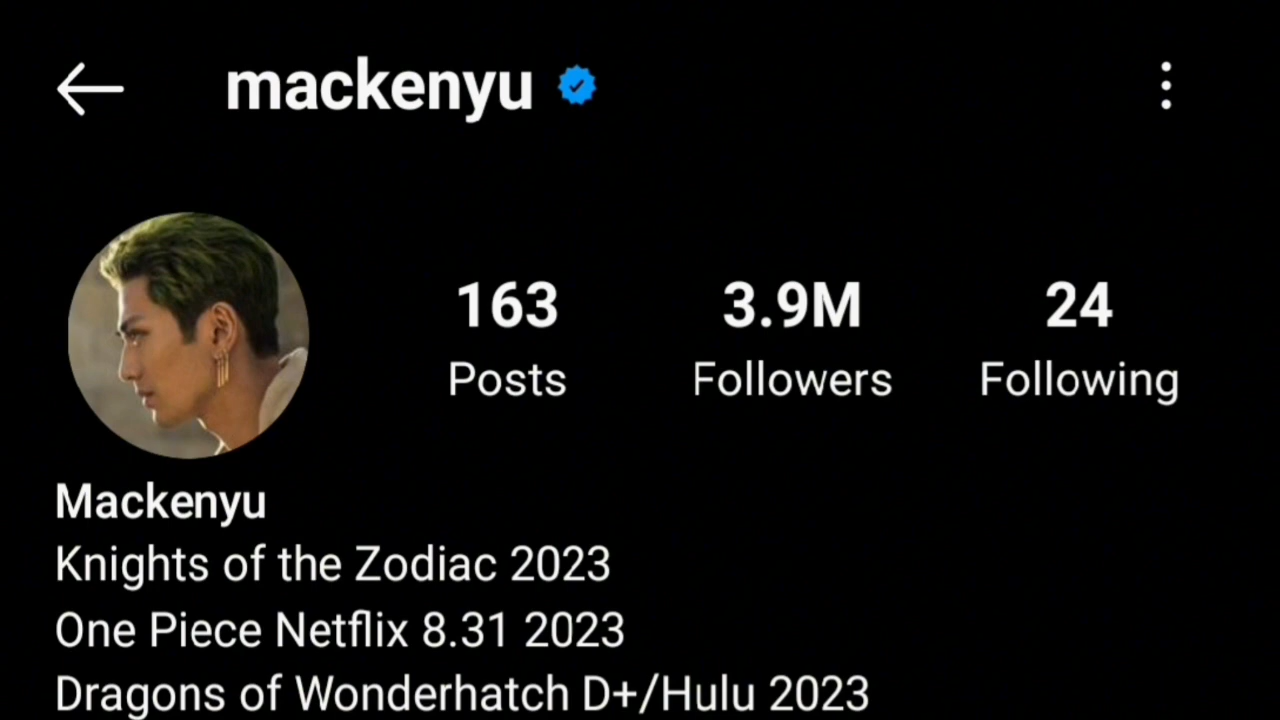 mackenyu
163 3.9M 24
Posts Followers Following
Mackenyu
Knights of the Zodiac 2023
One Piece Netflix 8.31 2023
Dragons of Wonderhatch D+/Hulu 2023